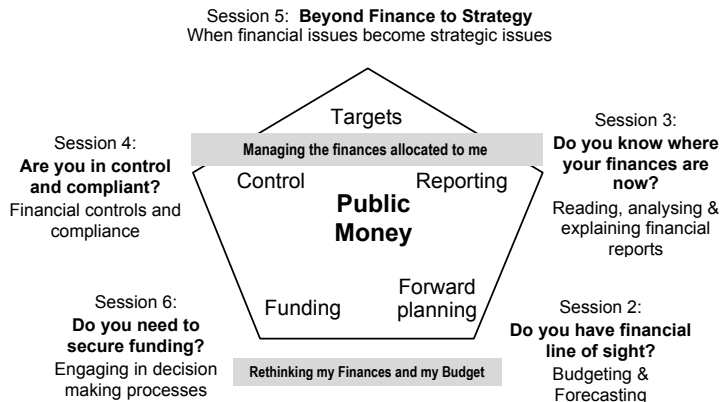 Session 5: Beyond Finance to Strategy
When financial issues become strategic issues
Targets
Managing the finances allocated to me
Control
Reporting
Public
Money
Funding
Forward
planning
Rethinking my Finances and my Budget
Session 4:
Are you in control
and compliant?
Financial controls and
compliance
Session 3:
Do you know where
your finances are
now?
Reading, analysing &
explaining financial
reports
Session 6:
Do you need to
secure funding?
Engaging in decision
making processes
Session 2:
Do you have financial
line of sight?
Budgeting &
Forecasting